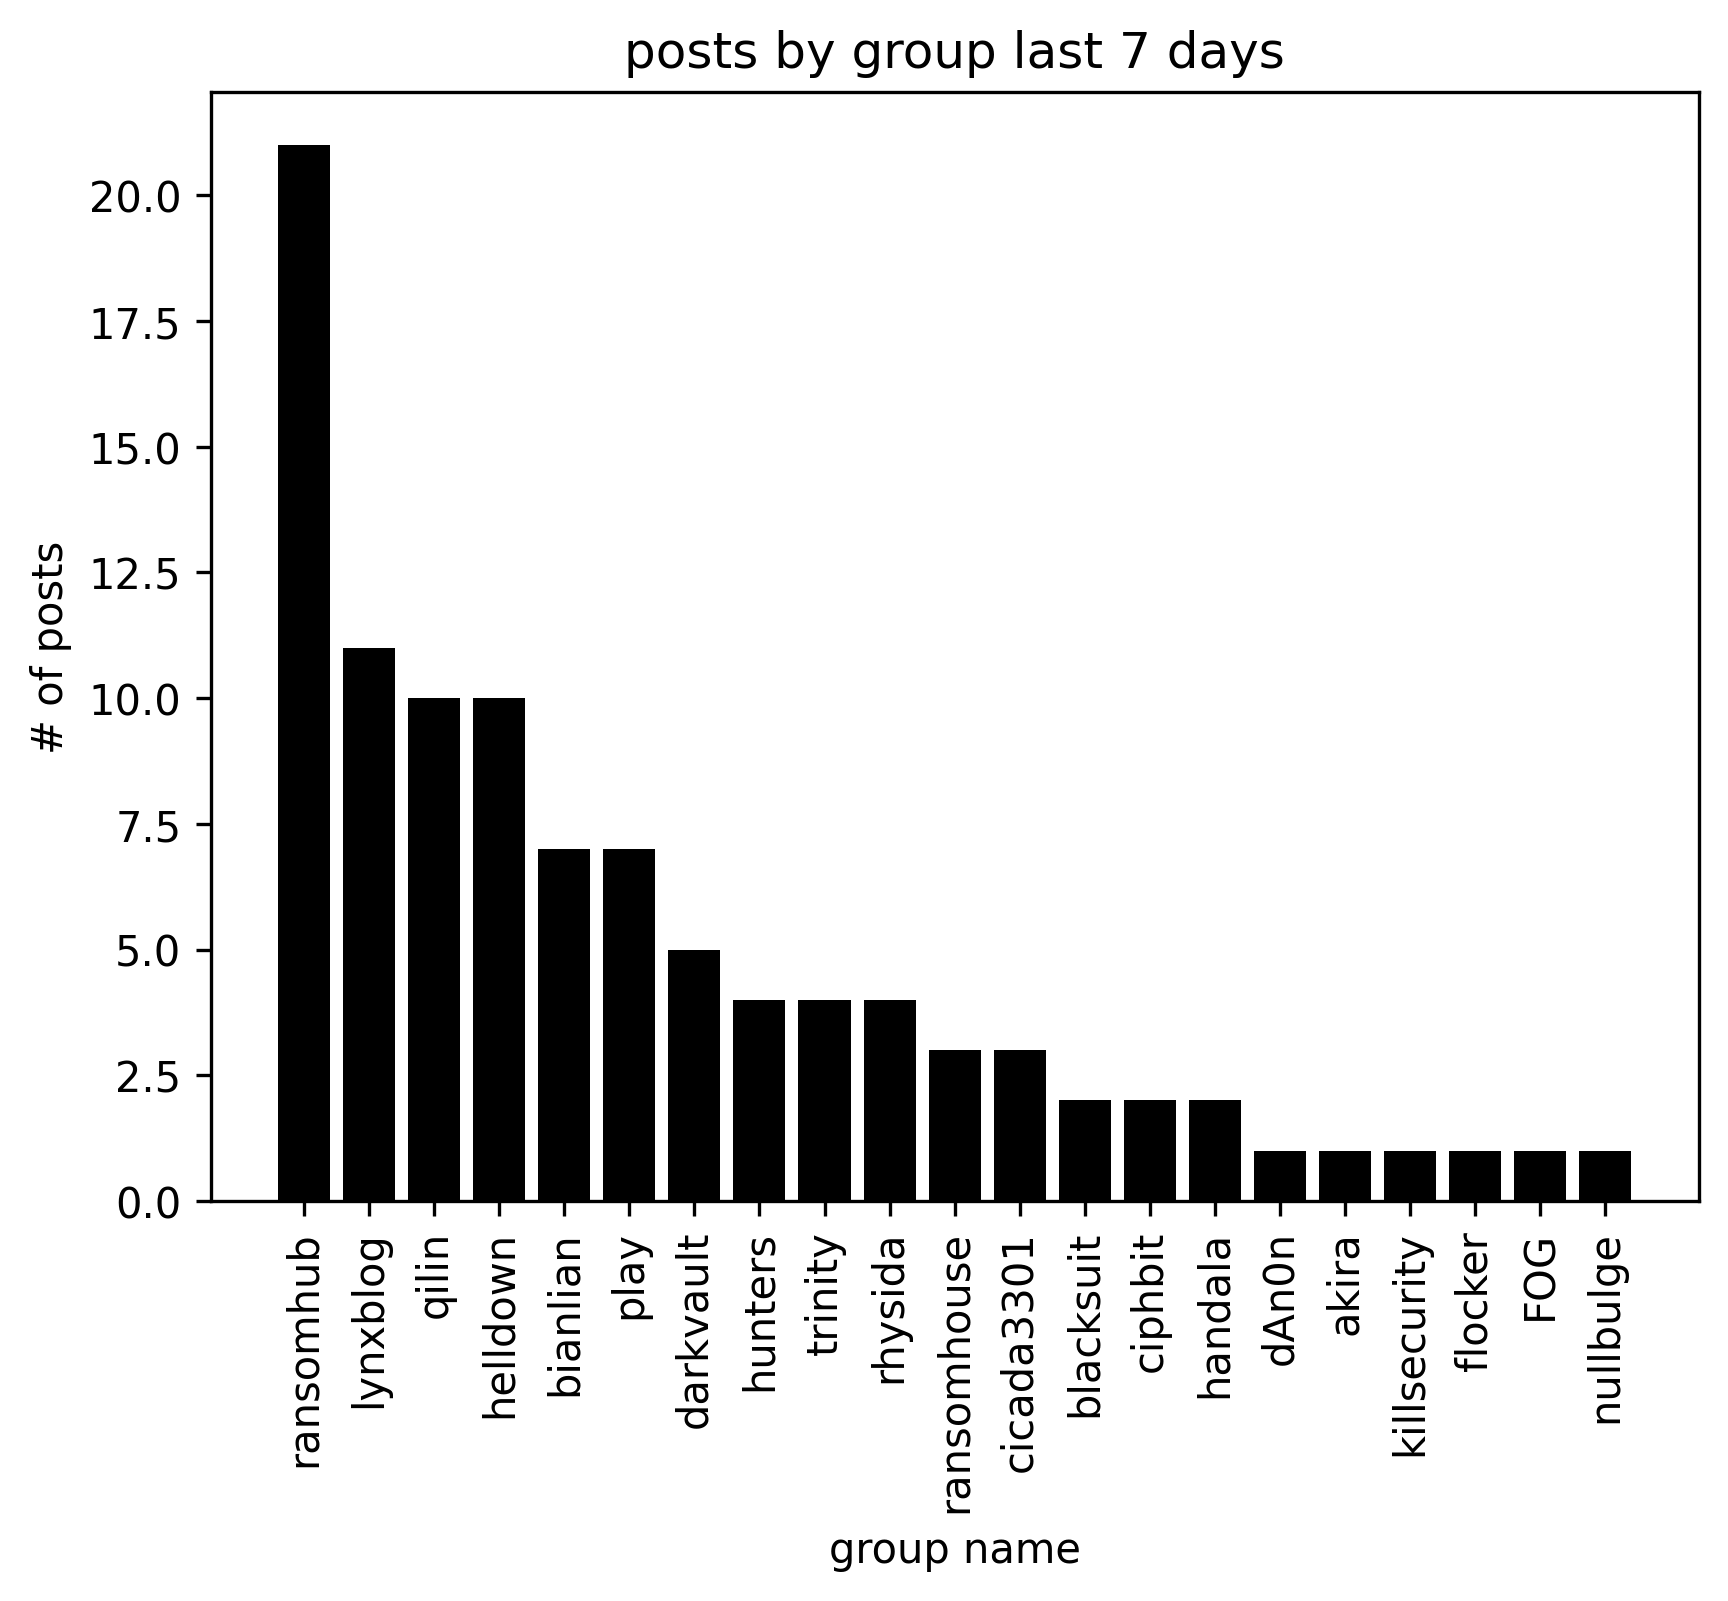 posts by group last 7 days
# of posts
20.0
17.5
15.0
12.5
10.0
7.5
5.0
2.5
0.0
ransomhub
lynxblog
qilin
helldown
bianlian
play
darkvault
hunters
trinity
rhysida
ransomhouse
cicada3301
blacksuit
ciphbit
handala
dAn0n
akira
killsecurity
flocker
FOG
nullbulge
group name